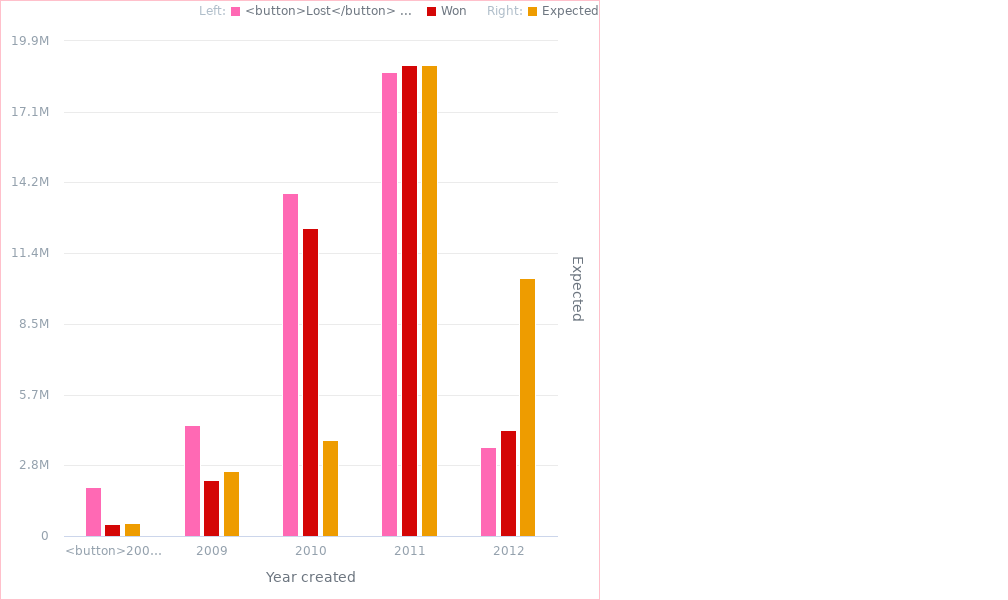 Left: <button>Lost</button> ... Won Right: Expected
19.9M
17.1M
14.2M
11.4M
8.5M
5.7M
2.8M
0
Expected
<button>200... 2009 2010 2011 2012
Year created